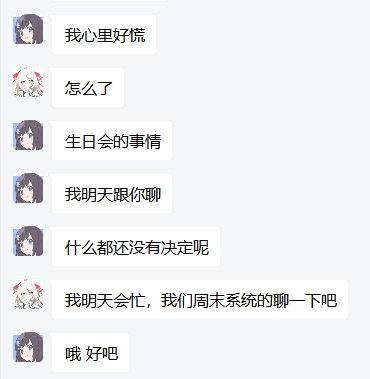 我心里好慌
怎么了
生日会的事情
我明天跟你聊
什么都还没有决定呢
我明天会忙，我们周末系统的聊一下吧
哦 好吧